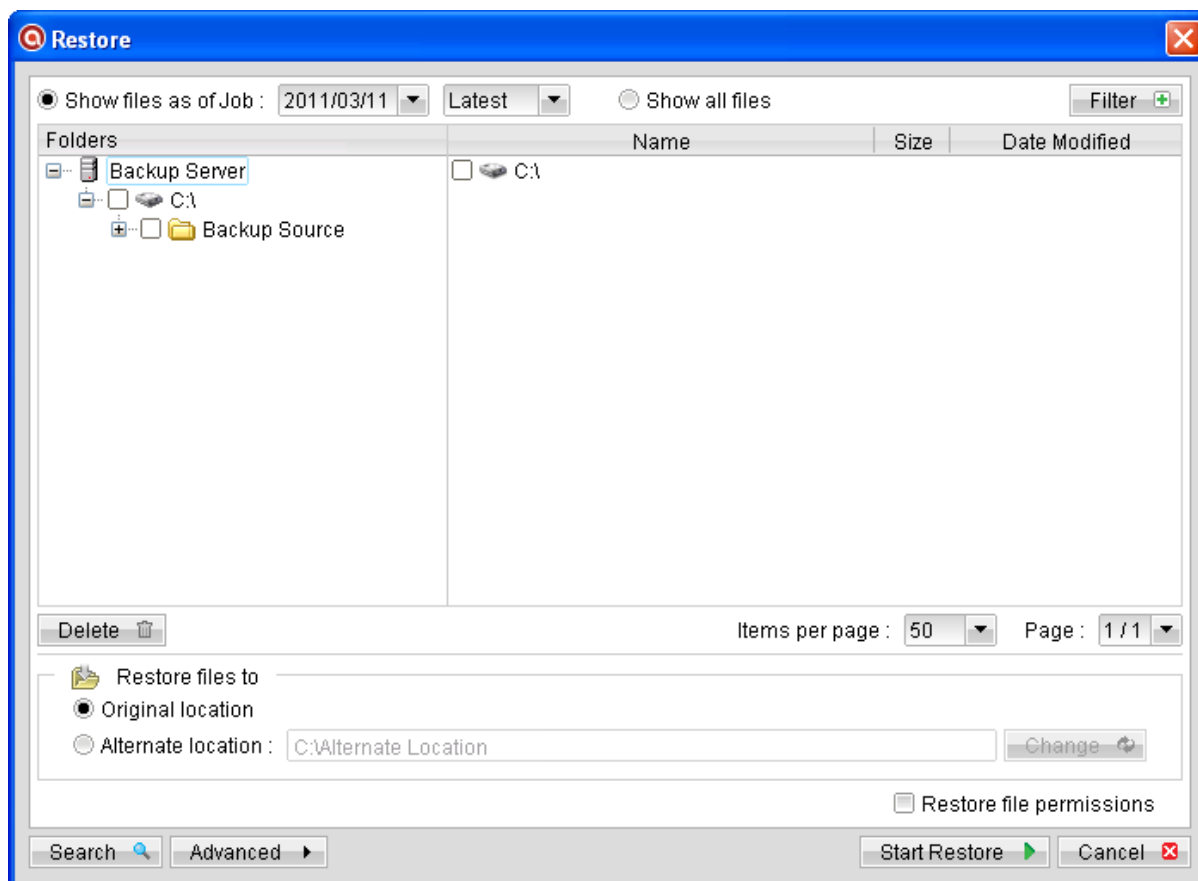 Restore
Show files as of Job : 2011/03/11 Latest Show all files Filter
Folders Name Size Date Modified
Backup Server C:\
C:\
Backup Source
Delete Items per page : 50 Page : 1 / 1
Restore files to
Original location
Alternate location : C:\Alternate Location Change
Restore file permissions
Search Advanced Start Restore Cancel